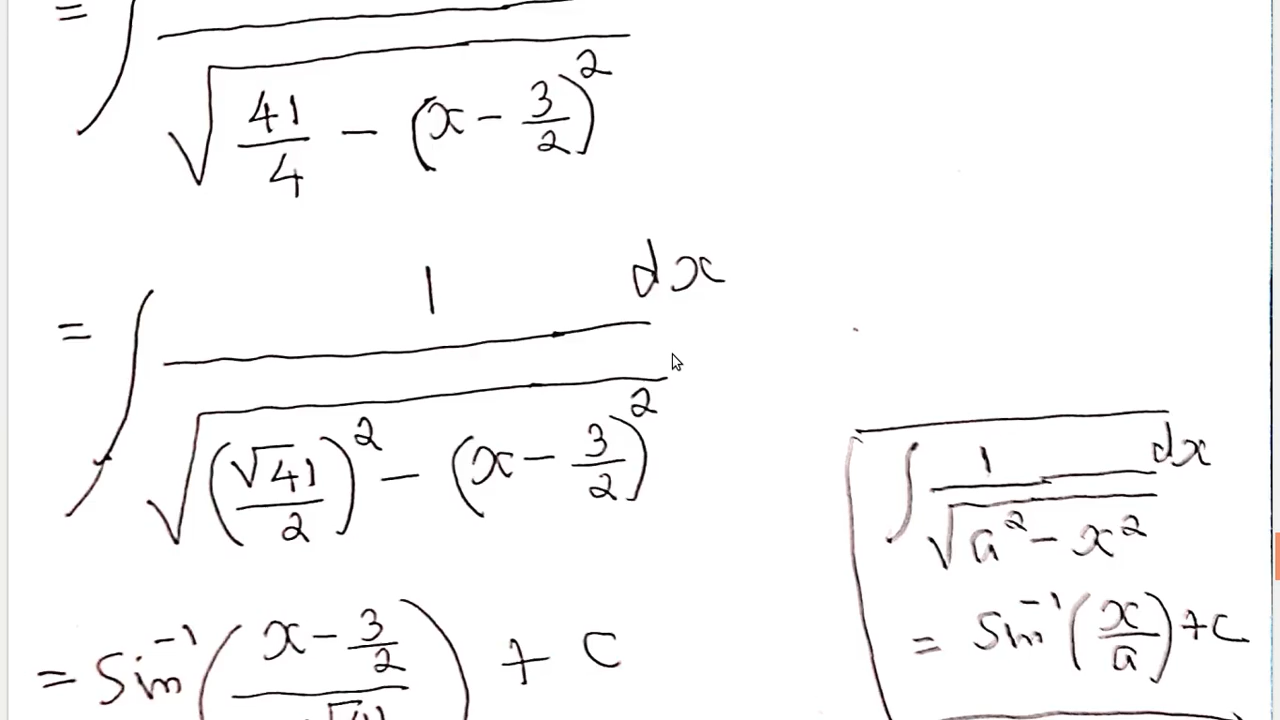 = ∫ ——— / √(41/4 − (x − 3/2)²)
= ∫ 1 / √((√41/2)² − (x − 3/2)²) dx
= Sin⁻¹((x − 3/2) / √41) + C
∫ 1 / √(a² − x²) dx
= Sin⁻¹(x/a) + C